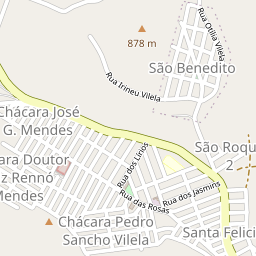 Rua Otília Vilela
878 m
São Benedito
Rua Irineu Vilela
Chácara José
G. Mendes
São Roqu
2
ara Doutor
z Rennó
Mendes
Rua dos Lírios
Rua dos Jasmins
Rua das Rosas
Chácara Pedro
Sancho Vilela
Santa Felici